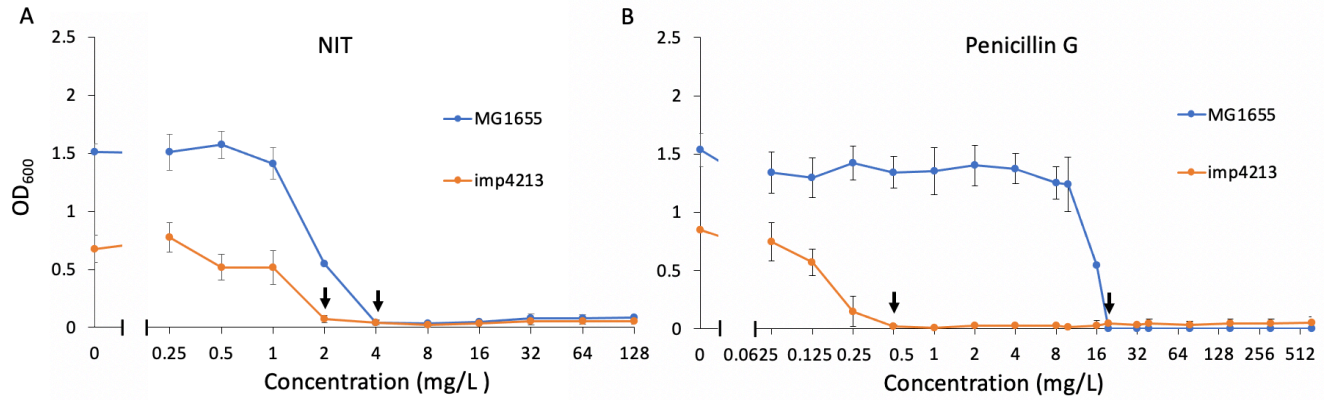 A
NIT
2.5
2
1.5
1
0.5
0
OD600
MG1655
imp4213
0 0.25 0.5 1 2 4 8 16 32 64 128
Concentration (mg/L )
B
Penicillin G
2.5
2
1.5
1
0.5
0
MG1655
imp4213
0 0.0625 0.125 0.25 0.5 1 2 4 8 16 32 64 128 256 512
Concentration (mg/L)